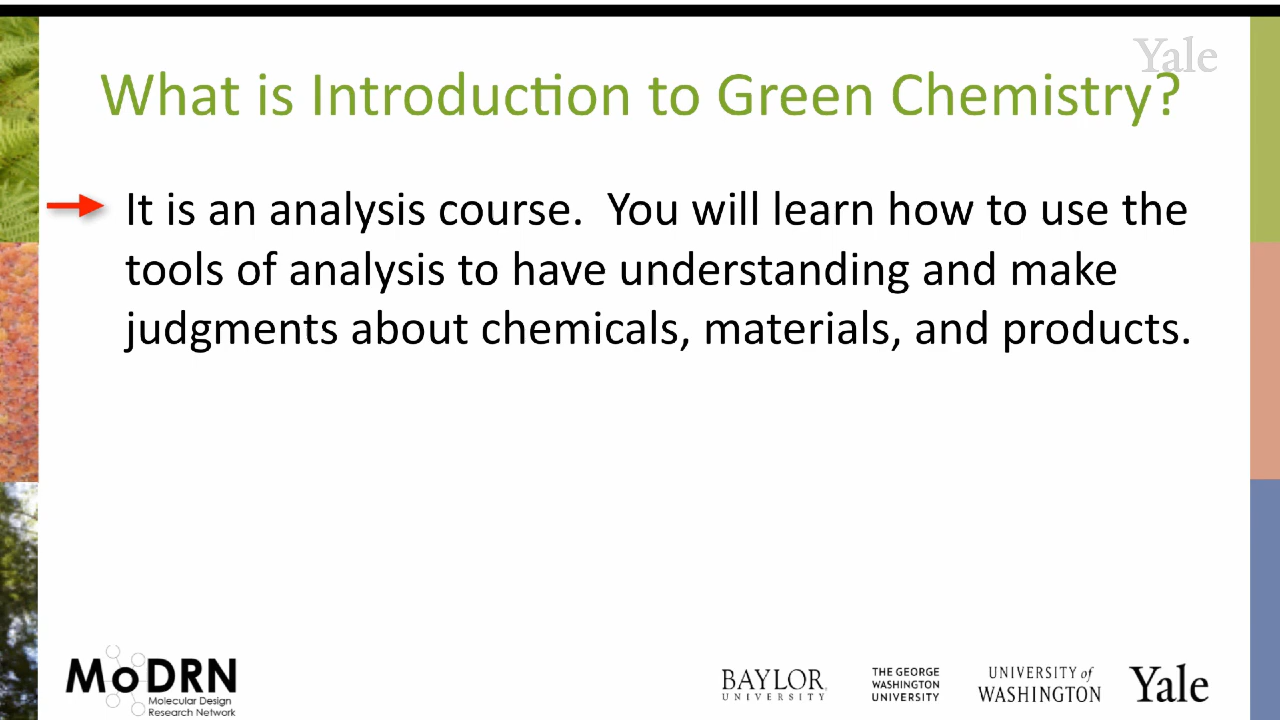 Yale
What is Introduction to Green Chemistry?
It is an analysis course.  You will learn how to use the
tools of analysis to have understanding and make
judgments about chemicals, materials, and products.
MoDRN
Molecular Design
Research Network
BAYLOR
UNIVERSITY
THE GEORGE
WASHINGTON
UNIVERSITY
UNIVERSITY of
WASHINGTON
Yale